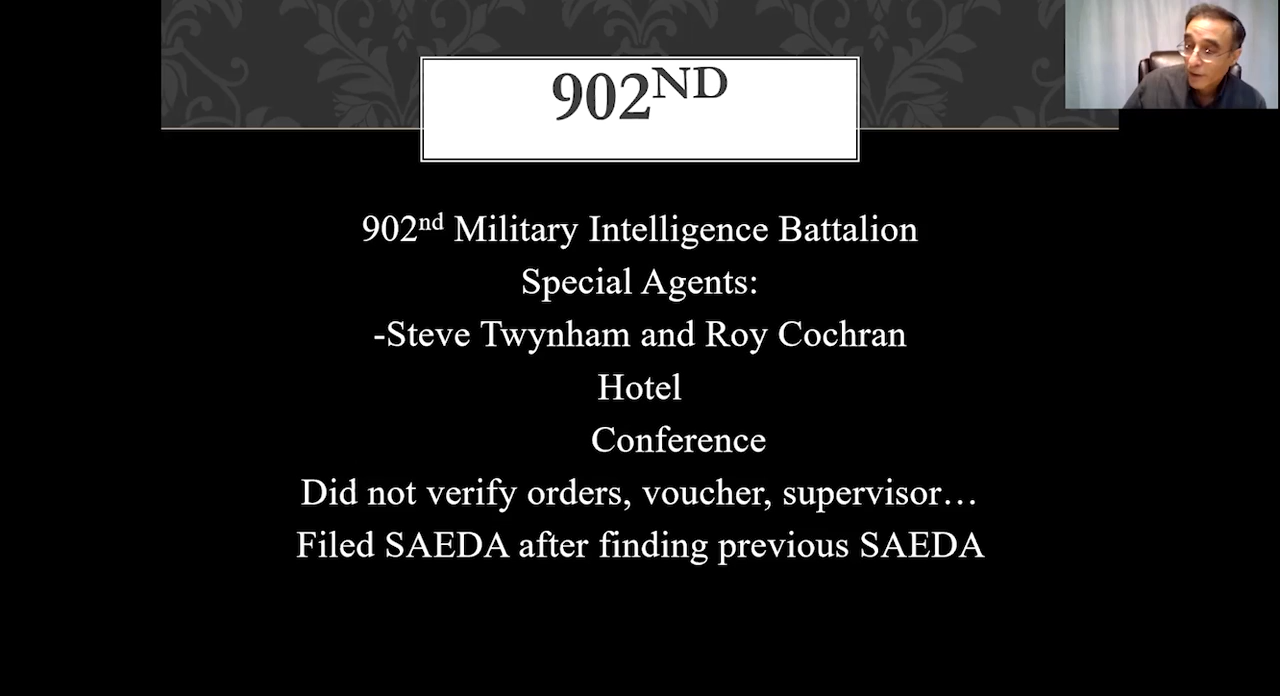 902ND
902nd Military Intelligence Battalion
Special Agents:
-Steve Twynham and Roy Cochran
Hotel
Conference
Did not verify orders, voucher, supervisor…
Filed SAEDA after finding previous SAEDA